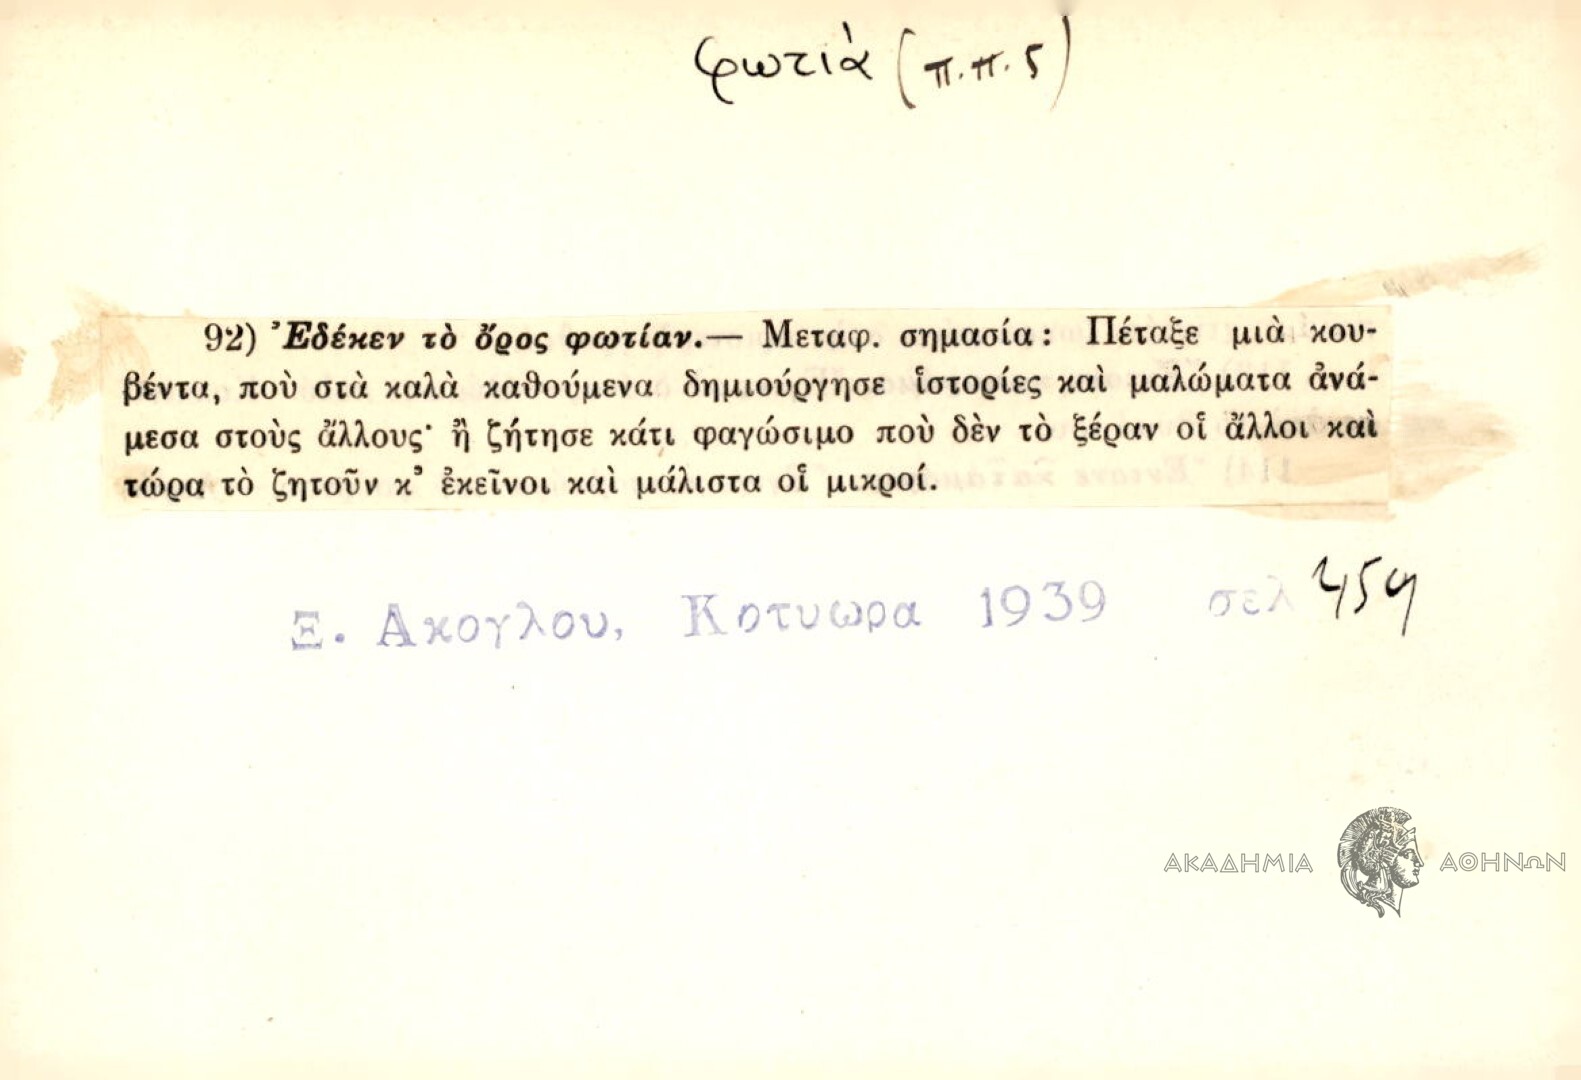 φωτιὰ (π.π. 5)
92) Ἐδέκεν τὸ ὄρος φωτίαν.— Μεταφ. σημασία : Πέταξε μιὰ κου-
βέντα, ποὺ στὰ καλὰ καθούμενα δημιούργησε ἱστορίες καὶ μαλώματα ἀνά-
μεσα στοὺς ἄλλους· ἢ ζήτησε κάτι φαγώσιμο ποὺ δὲν τὸ ξέραν οἱ ἄλλοι καὶ
τώρα τὸ ζητοῦν κ᾽ ἐκεῖνοι καὶ μάλιστα οἱ μικροί.
Ξ. Ακογλου, Κοτυωρα 1939 σελ 459
ΑΚΑΔΗΜΙΑ ΑΘΗΝΩΝ